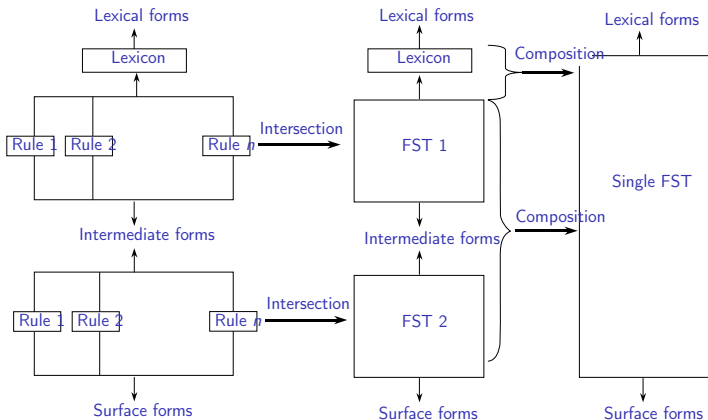 Lexical forms
Lexical forms
Lexical forms
Lexicon
Lexicon
Composition
Rule 1
Rule 2
Rule n
Intersection
FST 1
Single FST
Intermediate forms
Intermediate forms
Composition
Rule 1
Rule 2
Rule n
Intersection
FST 2
Surface forms
Surface forms
Surface forms